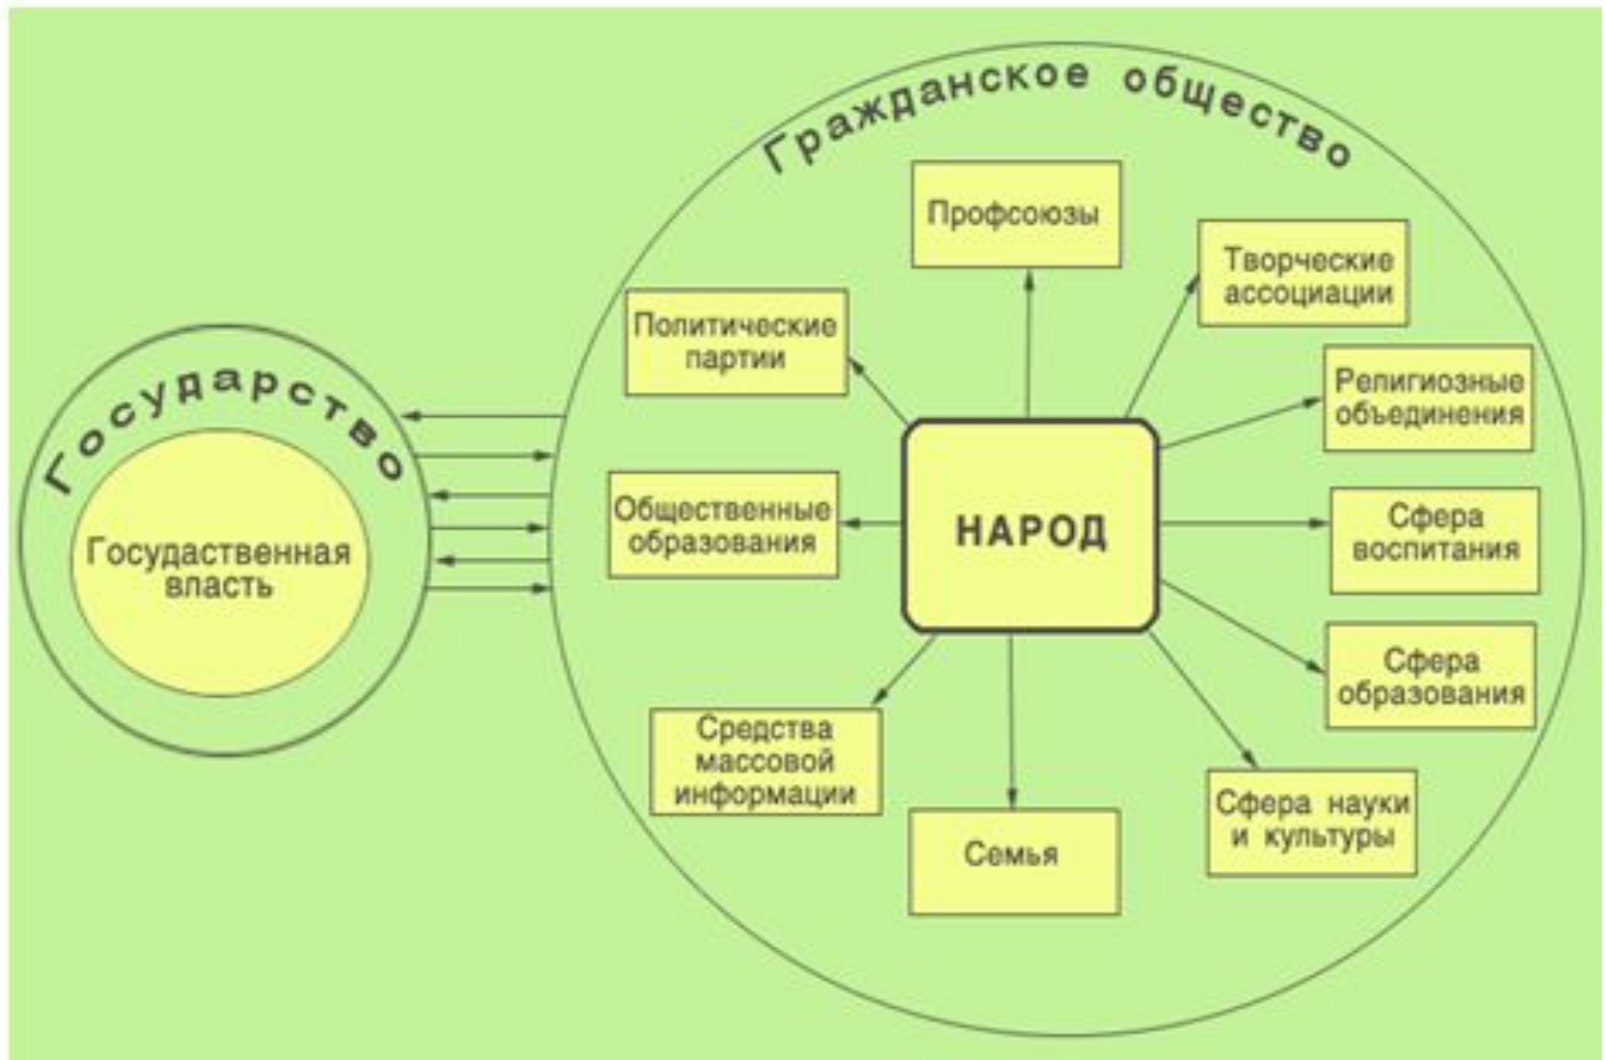 Гражданское общество
Профсоюзы
Творческие
ассоциации
Политические
партии
Религиозные
объединения
Государство
Государственная
власть
Общественные
образования
НАРОД
Сфера
воспитания
Сфера
образования
Средства
массовой
информации
Семья
Сфера науки
и культуры